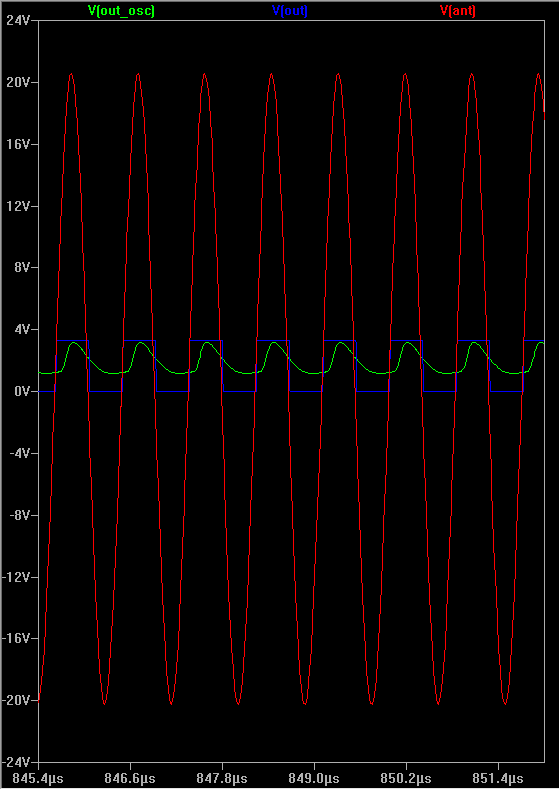 V(out_osc) V(out) V(ant)
24V
20V
16V
12V
8V
4V
0V
-4V
-8V
-12V
-16V
-20V
-24V
845.4µs 846.6µs 847.8µs 849.0µs 850.2µs 851.4µs